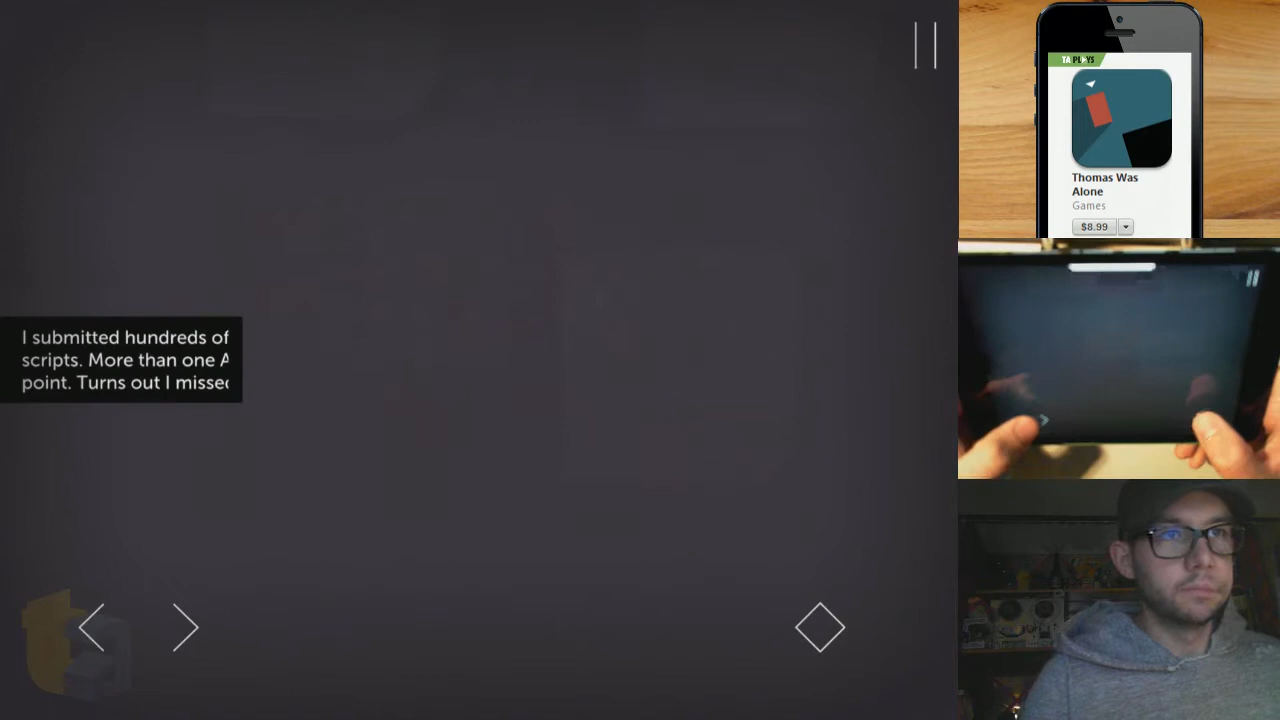 I submitted hundreds of
scripts. More than one
point. Turns out I
TA PLAYS
Thomas Was
Alone
Games
$8.99